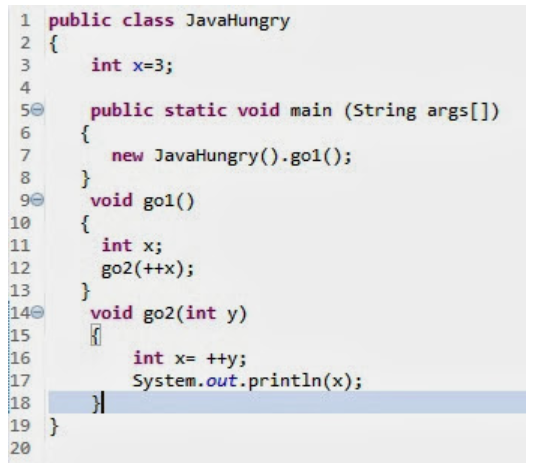 1 public class JavaHungry
2 {
3     int x=3;
4
5     public static void main (String args[])
6    {
7       new JavaHungry().go1();
8    }
9     void go1()
10    {
11      int x;
12      go2(++x);
13    }
14     void go2(int y)
15     {
16         int x= ++y;
17         System.out.println(x);
18     }
19 }
20